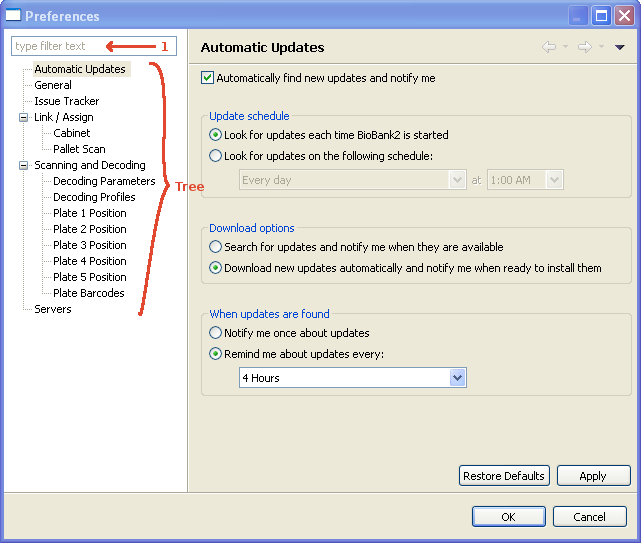 Preferences
type filter text
1
Automatic Updates
General
Issue Tracker
Link / Assign
Cabinet
Pallet Scan
Scanning and Decoding
Decoding Parameters
Decoding Profiles
Plate 1 Position
Plate 2 Position
Plate 3 Position
Plate 4 Position
Plate 5 Position
Plate Barcodes
Servers
Tree
Automatic Updates
Automatically find new updates and notify me
Update schedule
Look for updates each time BioBank2 is started
Look for updates on the following schedule:
Every day at 1:00 AM
Download options
Search for updates and notify me when they are available
Download new updates automatically and notify me when ready to install them
When updates are found
Notify me once about updates
Remind me about updates every:
4 Hours
Restore Defaults Apply
OK Cancel